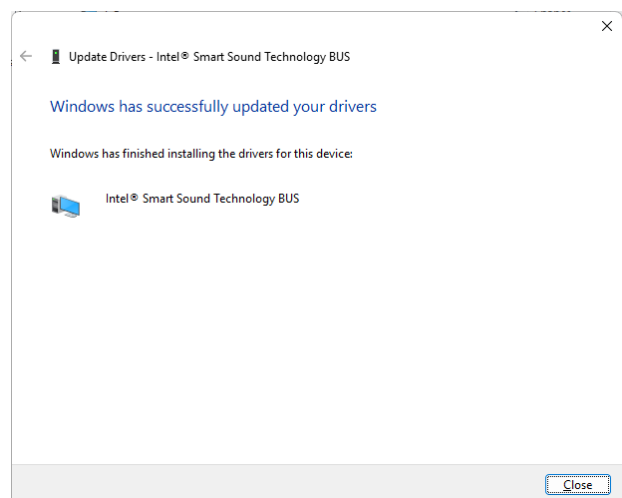 Update Drivers - Intel® Smart Sound Technology BUS
Windows has successfully updated your drivers
Windows has finished installing the drivers for this device:
Intel® Smart Sound Technology BUS
Close